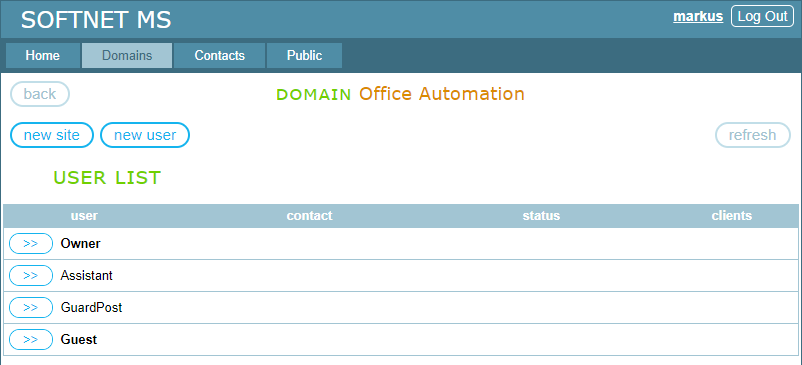 SOFTNET MS markus Log Out
Home Domains Contacts Public
back DOMAIN Office Automation
new site new user refresh
USER LIST
user contact status clients
>> Owner
>> Assistant
>> GuardPost
>> Guest